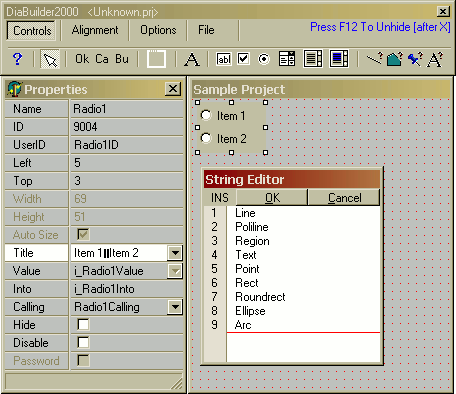 DiaBuilder2000 <Unknown.prj>
Controls Alignment Options File Press F12 To Unhide [after X]
? Ok Ca Bu A ab| A
Properties
Name Radio1
ID 9004
UserID Radio1ID
Left 5
Top 3
Width 69
Height 51
Auto Size
Title Item 1||Item 2
Value i_Radio1Value
Into i_Radio1Into
Calling Radio1Calling
Hide
Disable
Password
Sample Project
Item 1
Item 2
String Editor
INS OK Cancel
1 Line
2 Poliline
3 Region
4 Text
5 Point
6 Rect
7 Roundrect
8 Ellipse
9 Arc